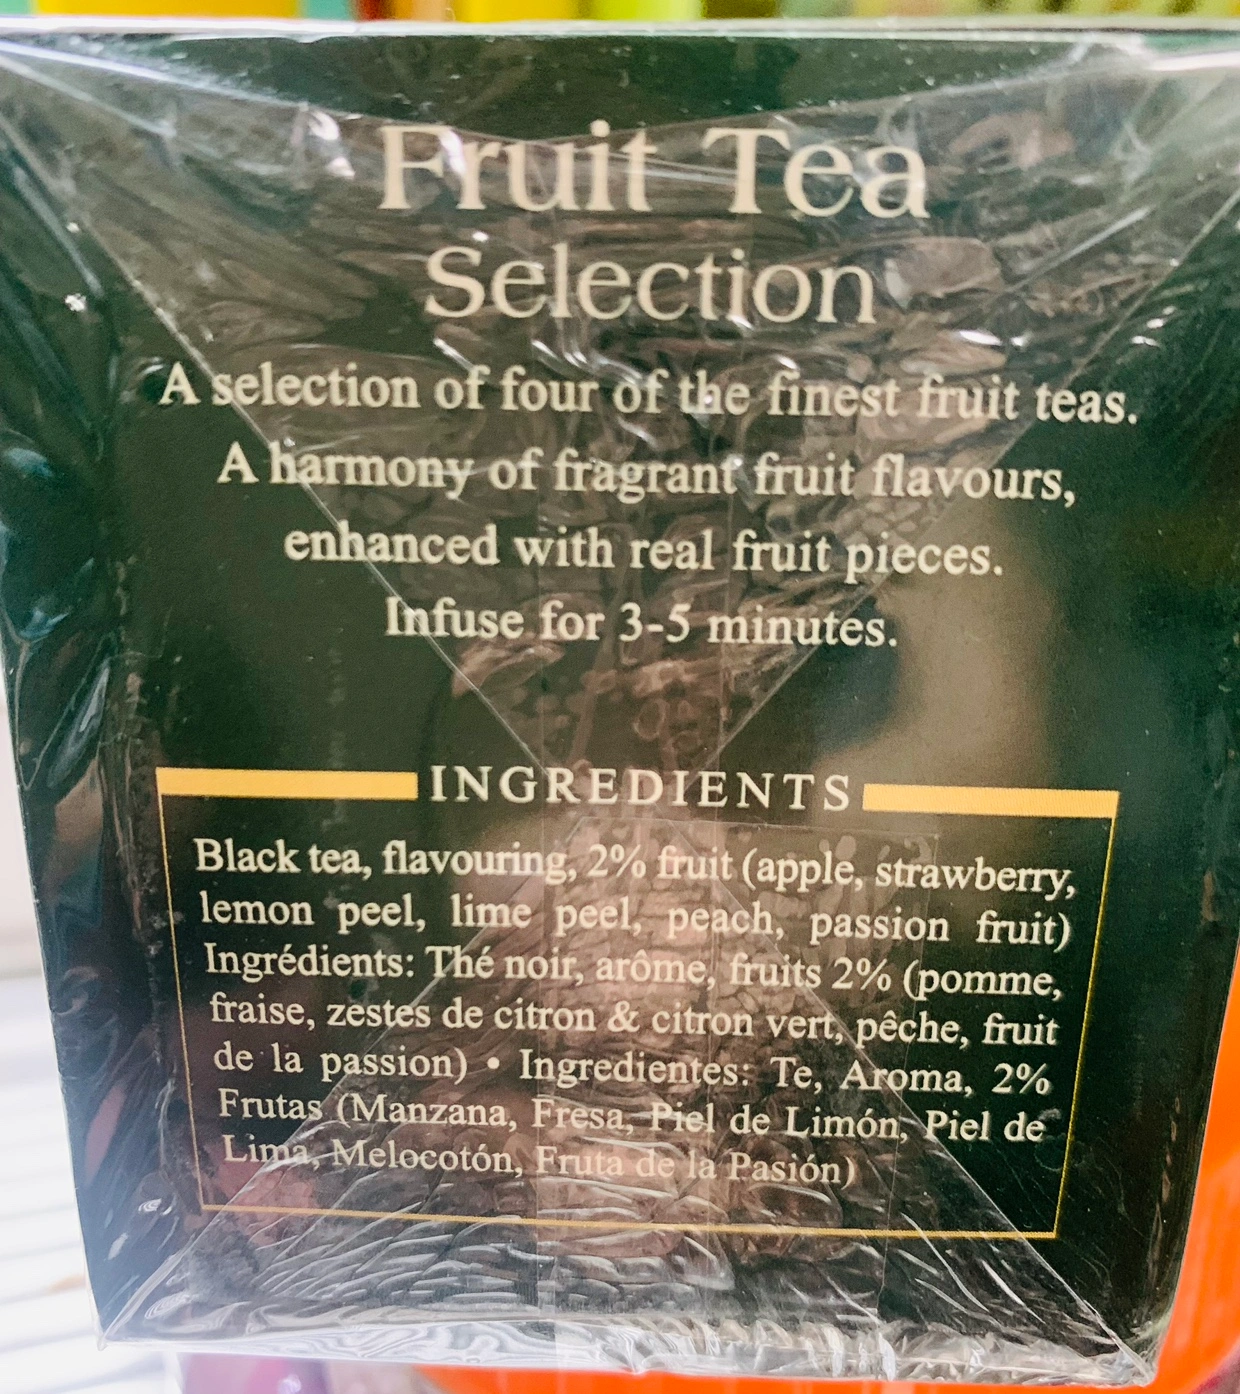 Fruit Tea
Selection
A selection of four of the finest fruit teas.
A harmony of fragrant fruit flavours,
enhanced with real fruit pieces.
Infuse for 3-5 minutes.
INGREDIENTS
Black tea, flavouring, 2% fruit (apple, strawberry,
lemon peel, lime peel, peach, passion fruit)
Ingrédients: Thé noir, arôme, fruits 2% (pomme,
fraise, zestes de citron & citron vert, pêche, fruit
de la passion) • Ingredientes: Te, Aroma, 2%
Frutas (Manzana, Fresa, Piel de Limón, Piel de
Lima, Melocotón, Fruta de la Pasión)